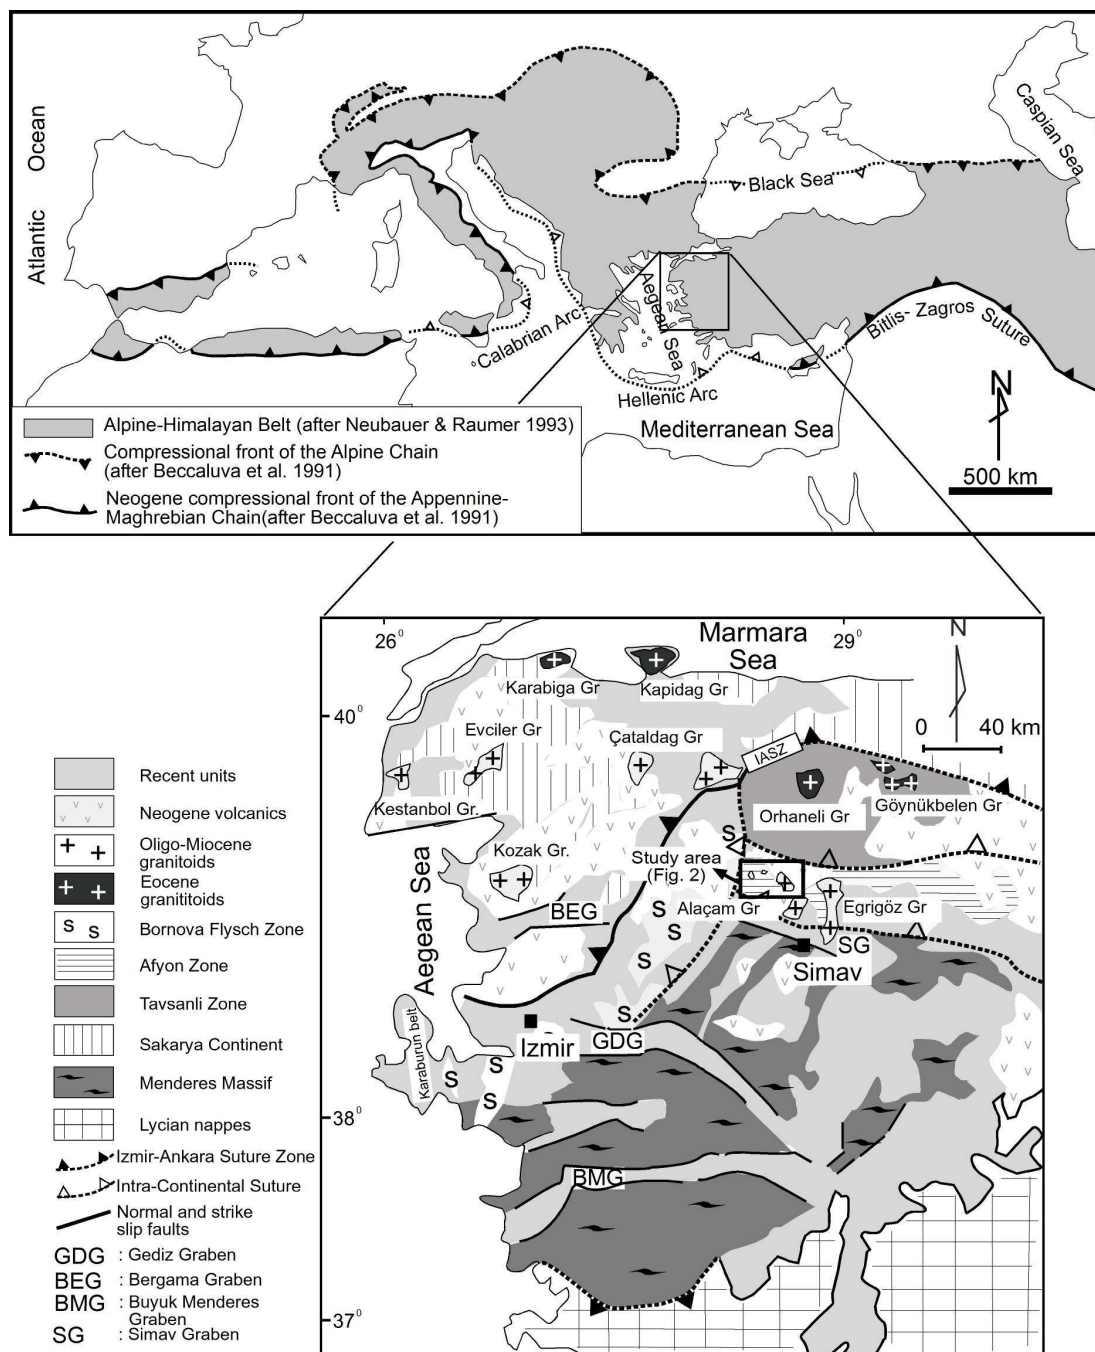 Atlantic Ocean
Caspian Sea
Black Sea
Aegean Sea
Calabrian Arc
Bitlis- Zagros Suture
Hellenic Arc
Mediterranean Sea
N
500 km
Alpine-Himalayan Belt (after Neubauer & Raumer 1993)
Compressional front of the Alpine Chain
(after Beccaluva et al. 1991)
Neogene compressional front of the Appennine-
Maghrebian Chain(after Beccaluva et al. 1991)
26⁰
Marmara
Sea
29⁰
N
Karabiga Gr
Kapidag Gr
40⁰
Evciler Gr
Çataldag Gr
0 40 km
IASZ
Kestanbol Gr.
Orhaneli Gr
Göynükbelen Gr
Kozak Gr.
S
Study area
(Fig. 2)
Aegean Sea
BEG
S
Alaçam Gr
Egrigöz Gr
S
SG
Simav
S
S
Izmir
GDG
Karaburun belt
S
S
S
38⁰
BMG
37⁰
Recent units
Neogene volcanics
Oligo-Miocene
granitoids
Eocene
granititoids
S S
Bornova Flysch Zone
Afyon Zone
Tavsanli Zone
Sakarya Continent
Menderes Massif
Lycian nappes
Izmir-Ankara Suture Zone
Intra-Continental Suture
Normal and strike
slip faults
GDG : Gediz Graben
BEG : Bergama Graben
BMG : Buyuk Menderes
Graben
SG : Simav Graben